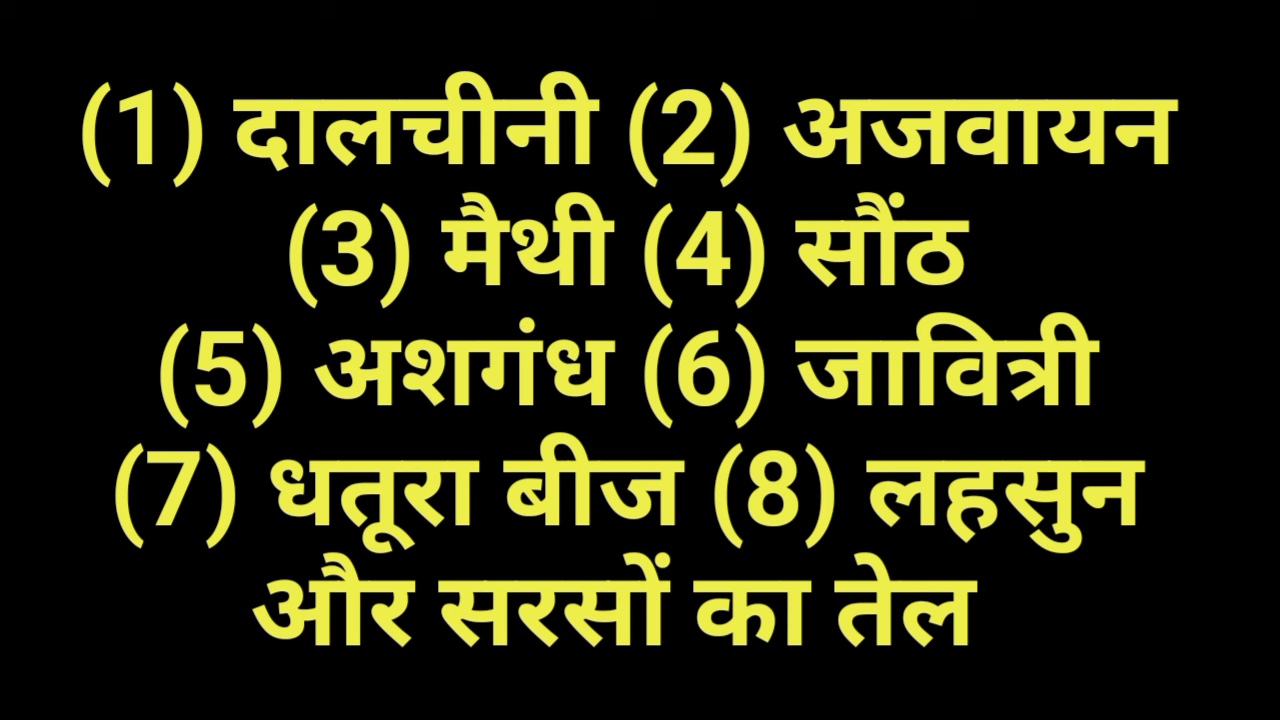 (1) दालचीनी (2) अजवायन
(3) मैथी (4) सौंठ
(5) अशगंध (6) जावित्री
(7) धतूरा बीज (8) लहसुन
और सरसों का तेल